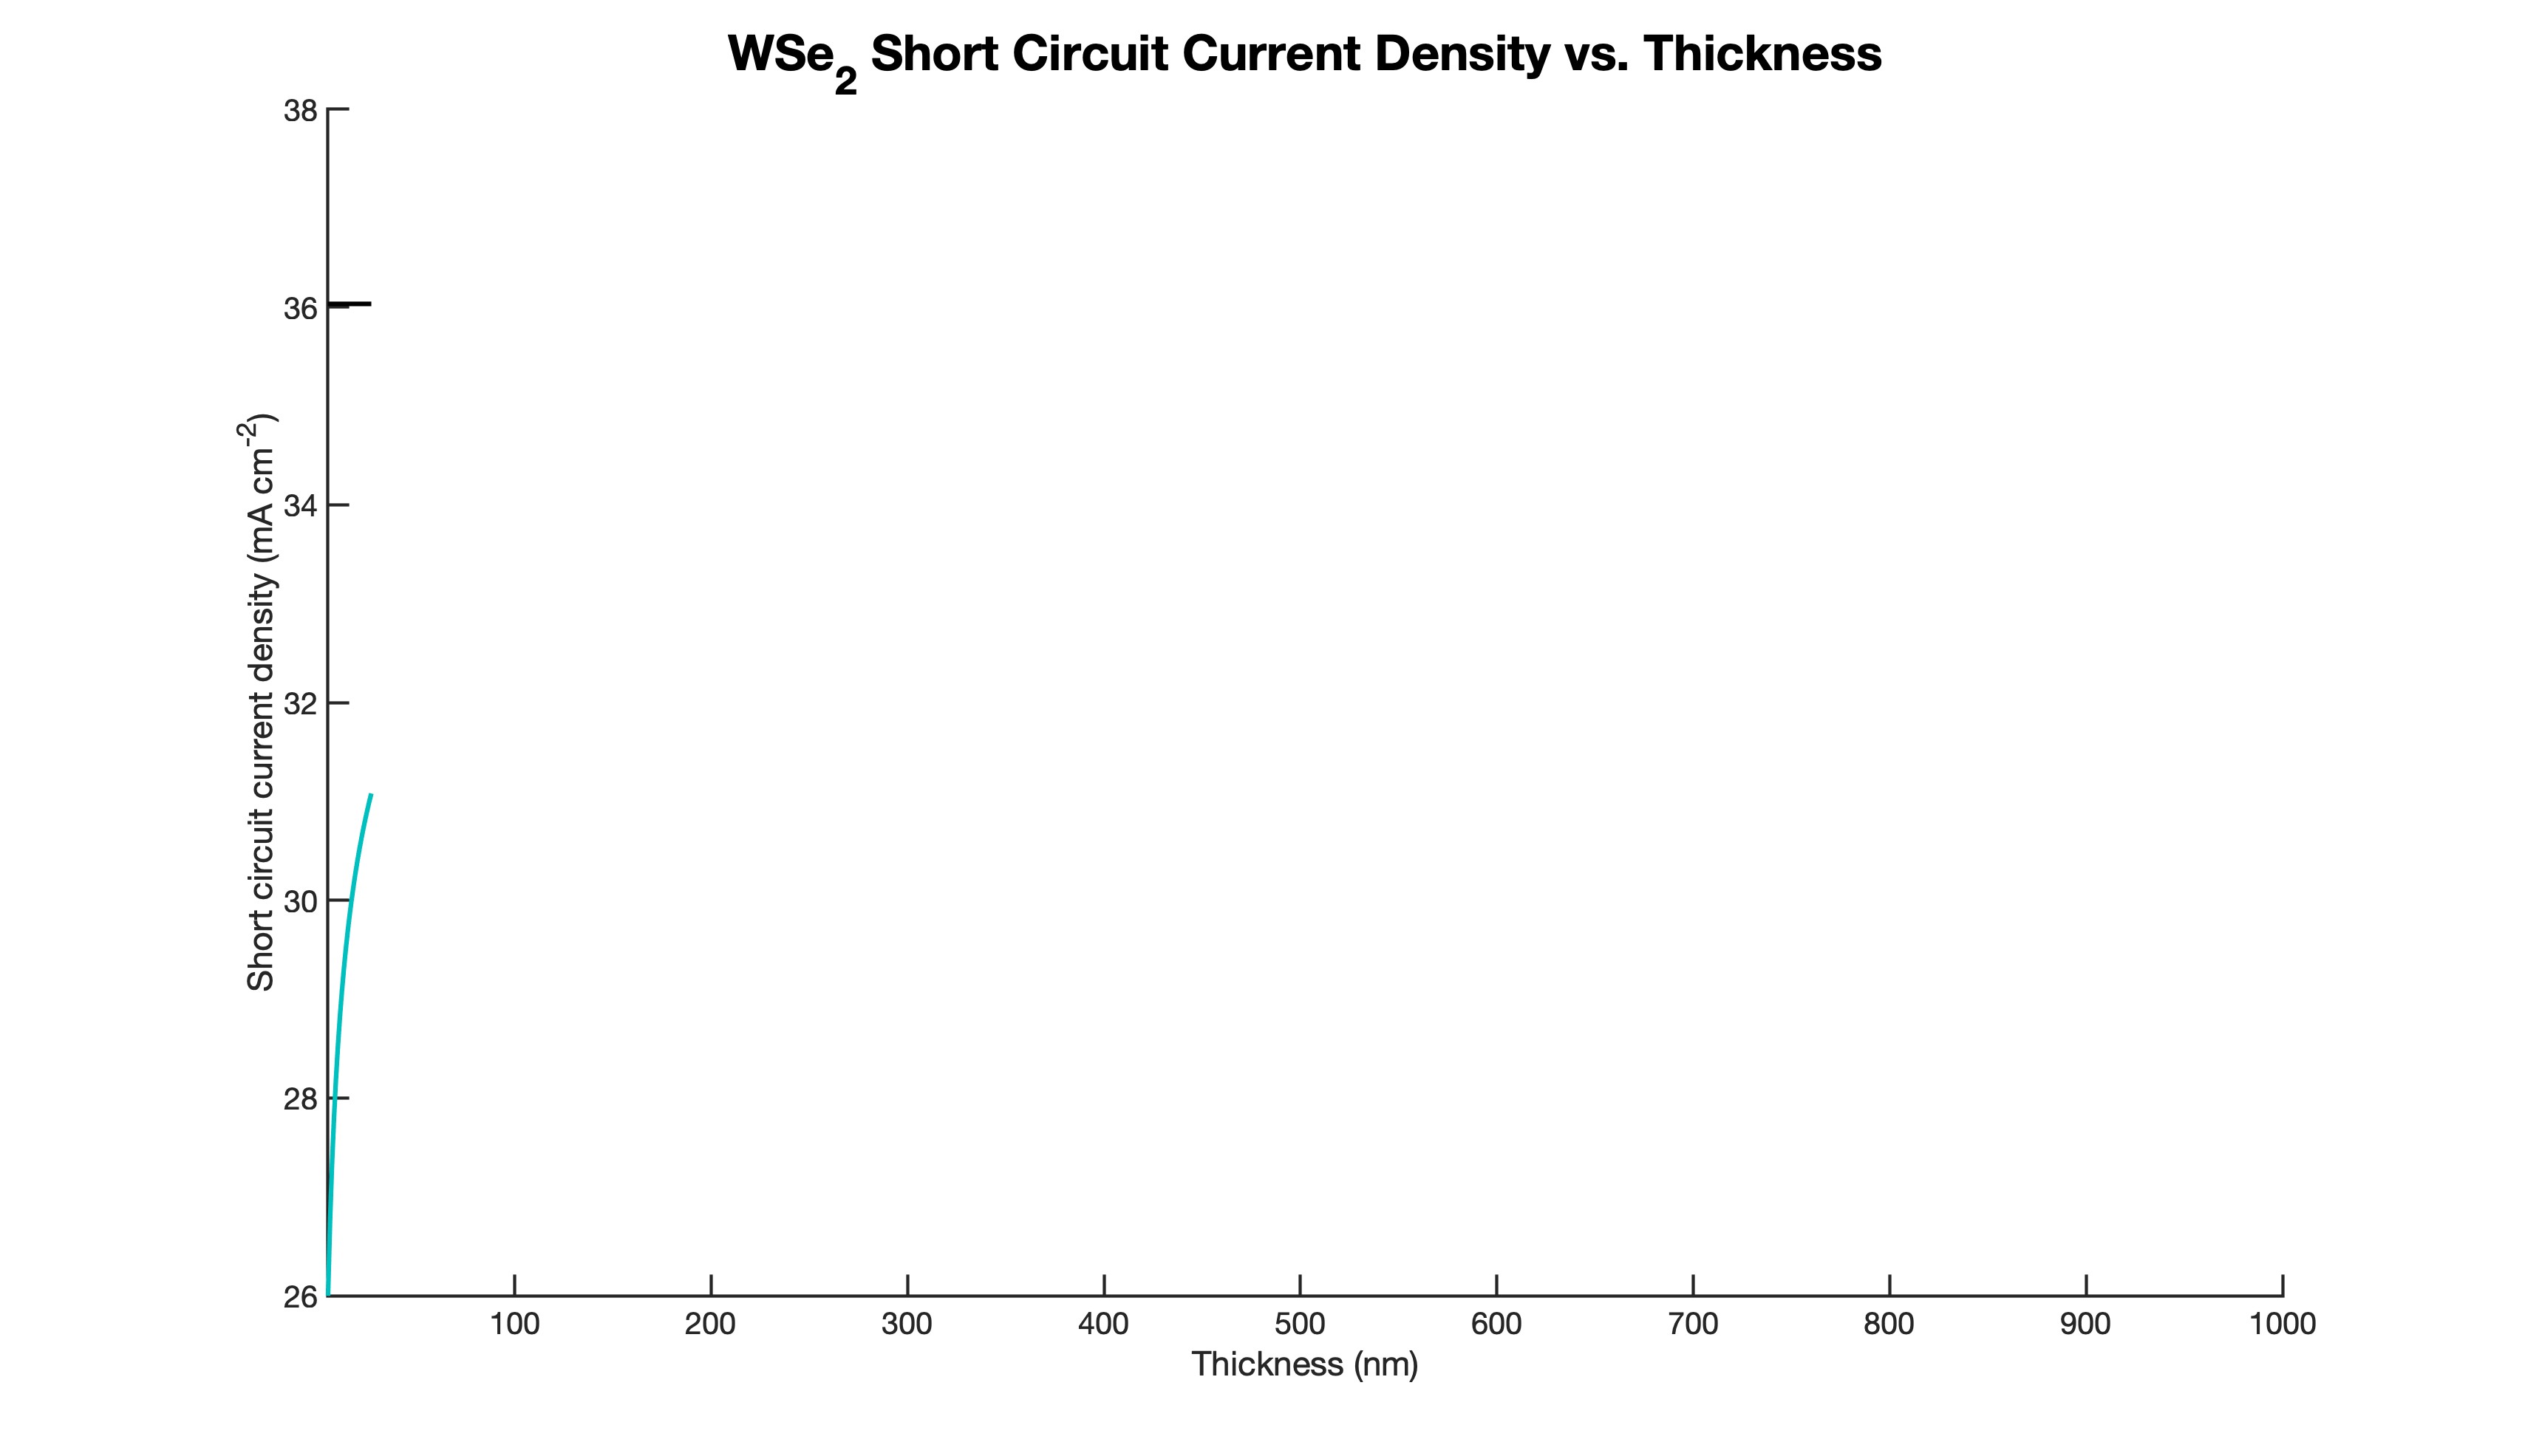 WSe2 Short Circuit Current Density vs. Thickness
38
36
34
32
30
28
26
Short circuit current density (mA cm-2)
100 200 300 400 500 600 700 800 900 1000
Thickness (nm)